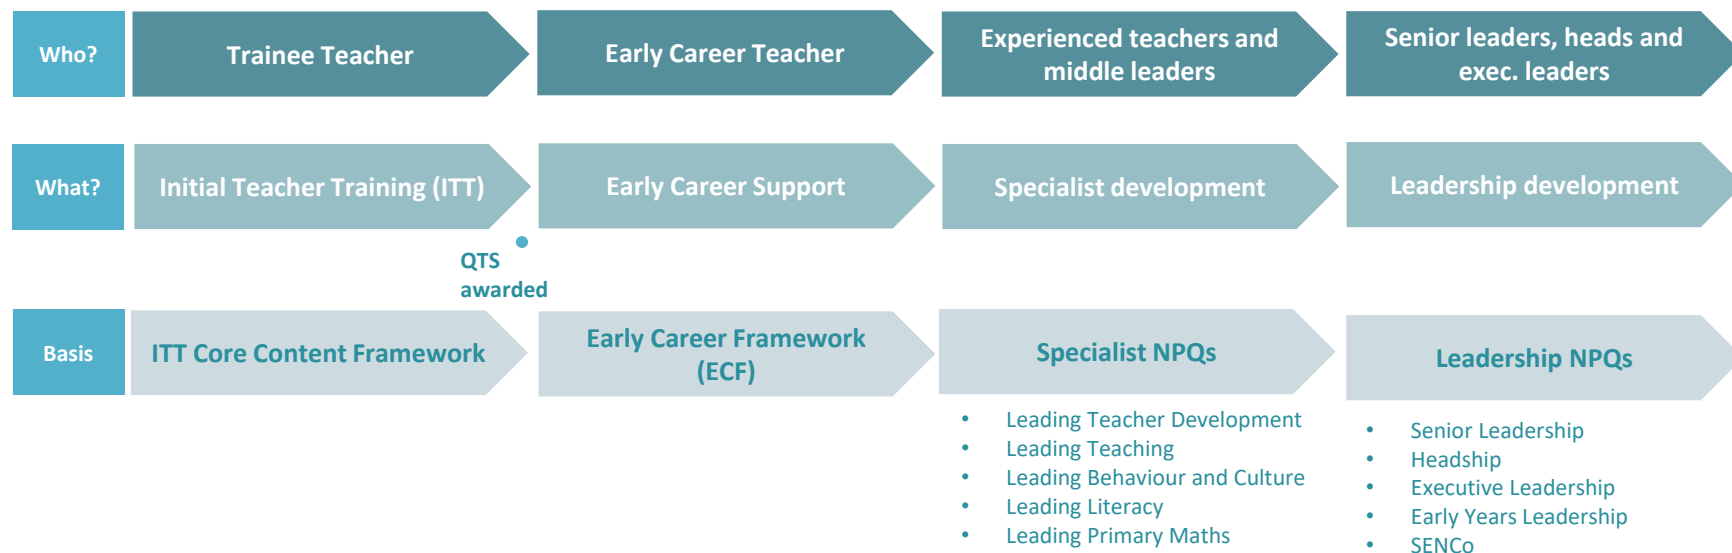 Who?
Trainee Teacher
Early Career Teacher
Experienced teachers and
middle leaders
Senior leaders, heads and
exec. leaders
What?
Initial Teacher Training (ITT)
Early Career Support
Specialist development
Leadership development
QTS
awarded
Basis
ITT Core Content Framework
Early Career Framework
(ECF)
Specialist NPQs
Leadership NPQs
• Leading Teacher Development
• Leading Teaching
• Leading Behaviour and Culture
• Leading Literacy
• Leading Primary Maths
• Senior Leadership
• Headship
• Executive Leadership
• Early Years Leadership
• SENCo